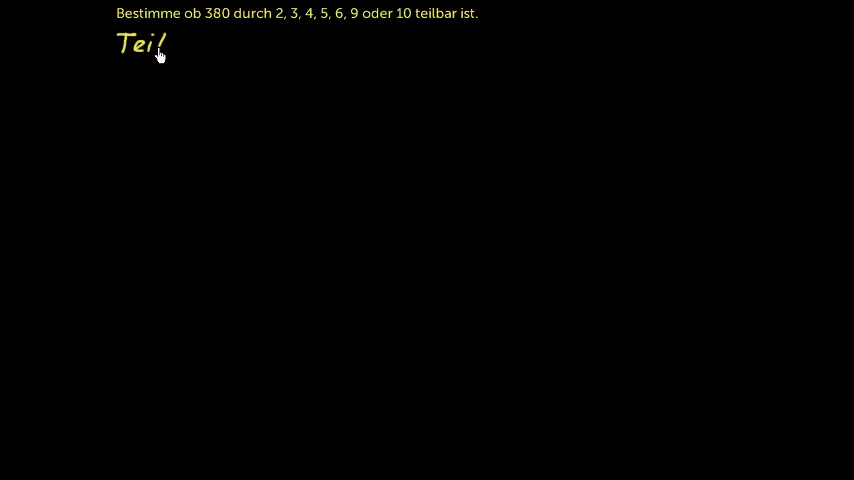 Bestimme ob 380 durch 2, 3, 4, 5, 6, 9 oder 10 teilbar ist.
Teil